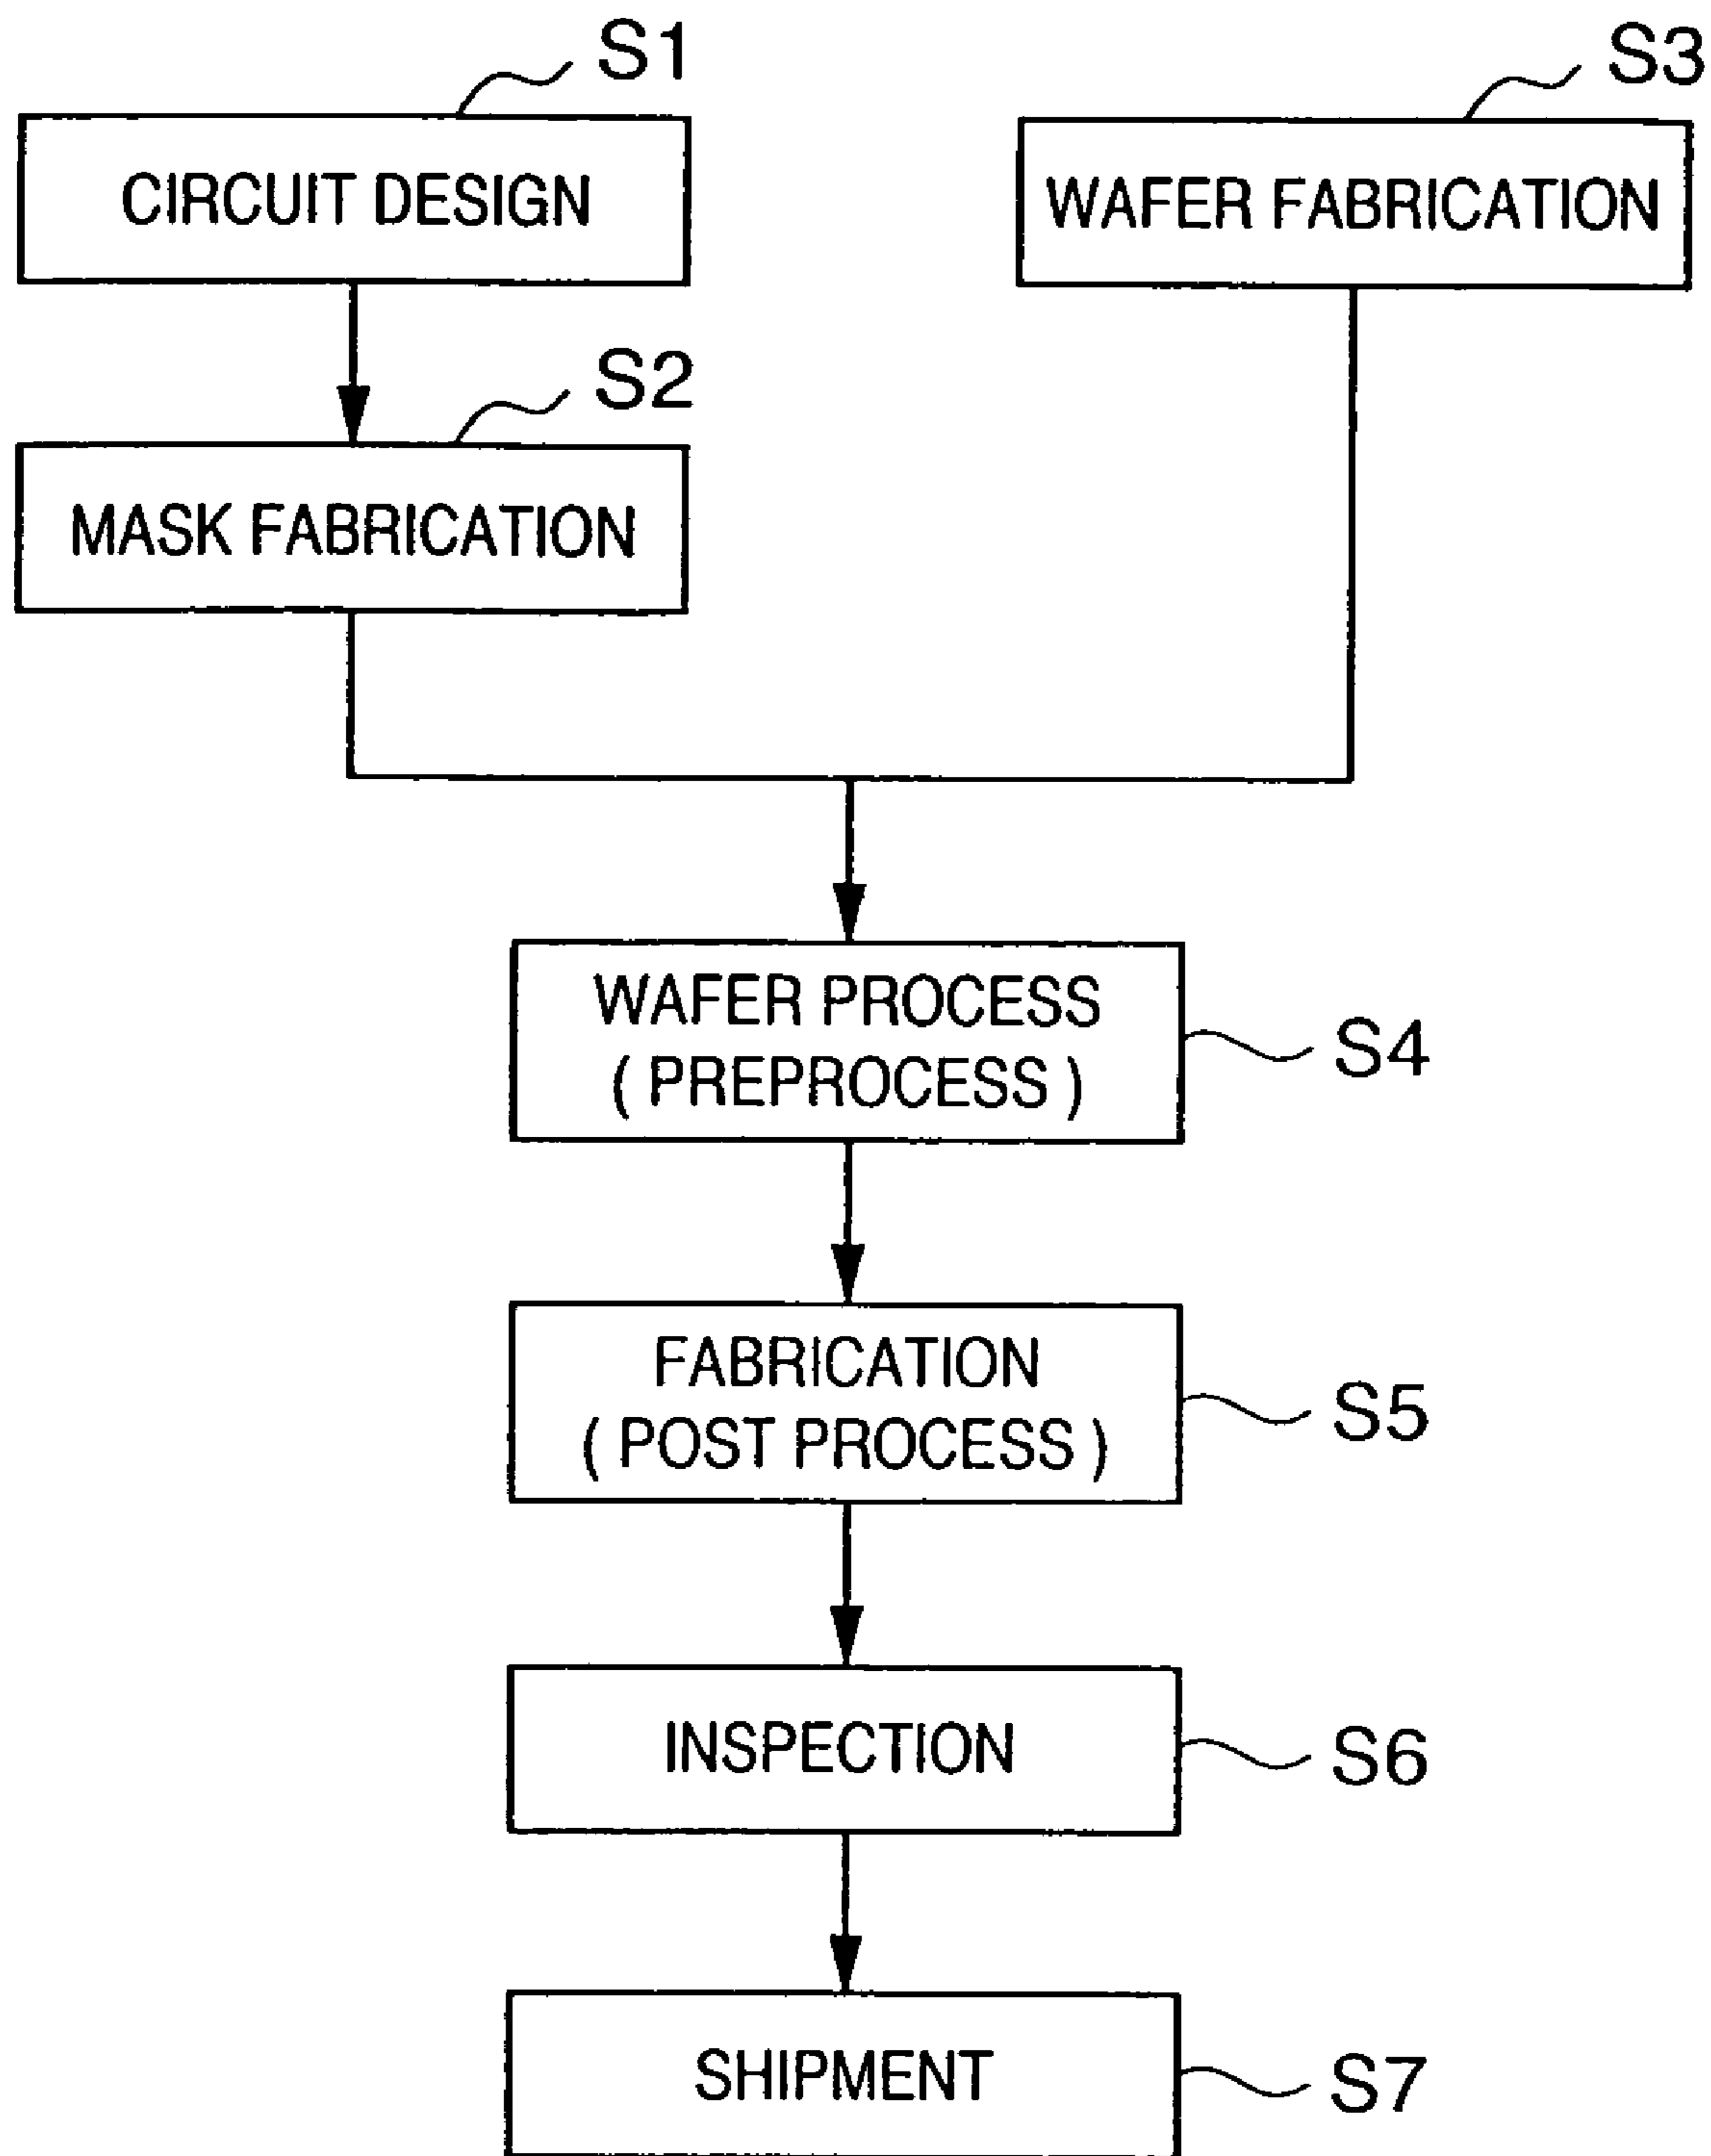 S1
CIRCUIT DESIGN
S3
WAFER FABRICATION
S2
MASK FABRICATION
WAFER PROCESS
( PREPROCESS )
S4
FABRICATION
( POST PROCESS )
S5
INSPECTION
S6
SHIPMENT
S7